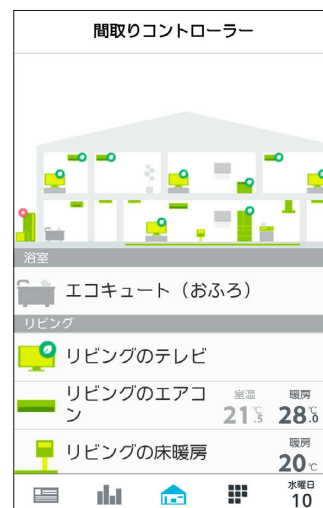 間取りコントローラー
浴室
エコキュート（おふろ）
リビング
リビングのテレビ
リビングのエアコ
ン
室温
21℃.5
暖房
28℃.0
リビングの床暖房
暖房
20℃
水曜日
10